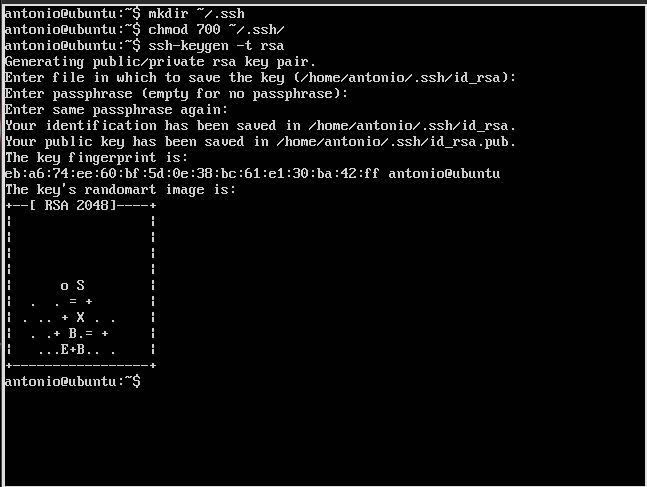 antonio@ubuntu:~$ mkdir ~/.ssh
antonio@ubuntu:~$ chmod 700 ~/.ssh/
antonio@ubuntu:~$ ssh-keygen -t rsa
Generating public/private rsa key pair.
Enter file in which to save the key (/home/antonio/.ssh/id_rsa):
Enter passphrase (empty for no passphrase):
Enter same passphrase again:
Your identification has been saved in /home/antonio/.ssh/id_rsa.
Your public key has been saved in /home/antonio/.ssh/id_rsa.pub.
The key fingerprint is:
eb:a6:74:ee:60:bf:5d:0e:38:bc:61:e1:30:ba:42:ff antonio@ubuntu
The key's randomart image is:
+--[ RSA 2048]----+
|                 |
|                 |
|                 |
|                 |
|      o S        |
|  .  . = +       |
| . .. + X . .    |
|  . .+ B.= +     |
|   ...E+B.. .    |
+-----------------+
antonio@ubuntu:~$